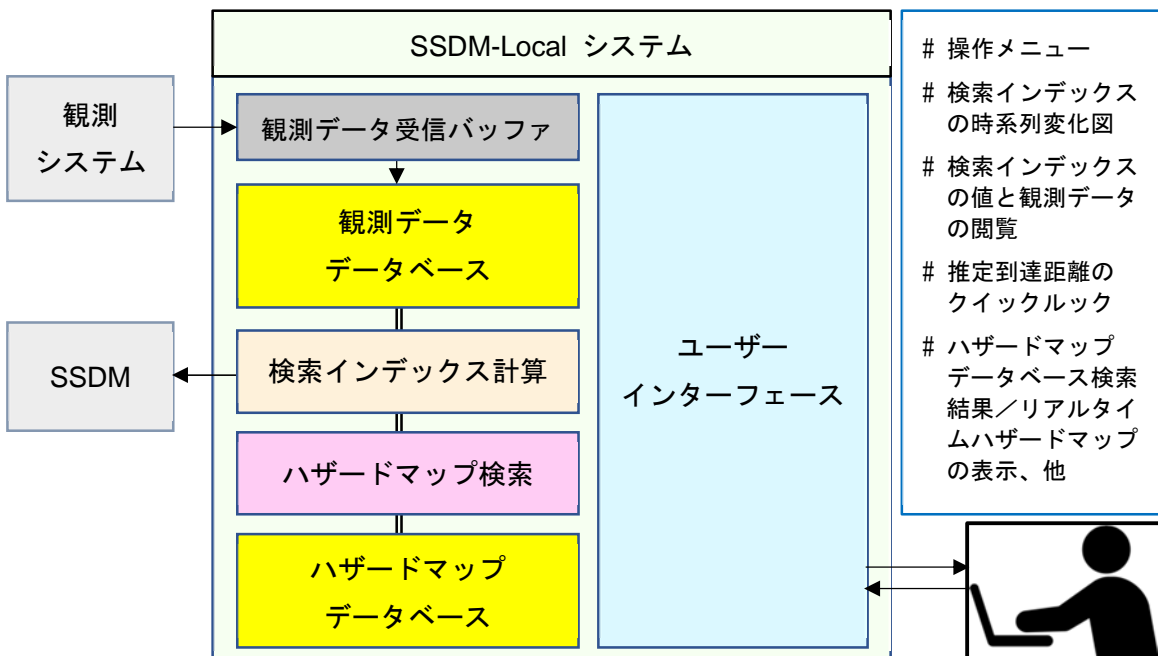 SSDM-Local システム
観測
システム
観測データ受信バッファ
観測データ
データベース
SSDM
検索インデックス計算
ハザードマップ検索
ハザードマップ
データベース
ユーザー
インターフェース
# 操作メニュー
# 検索インデックス
の時系列変化図
# 検索インデックス
の値と観測データ
の閲覧
# 推定到達距離の
クイックルック
# ハザードマップ
データベース検索
結果／リアルタイ
ムハザードマップ
の表示、他